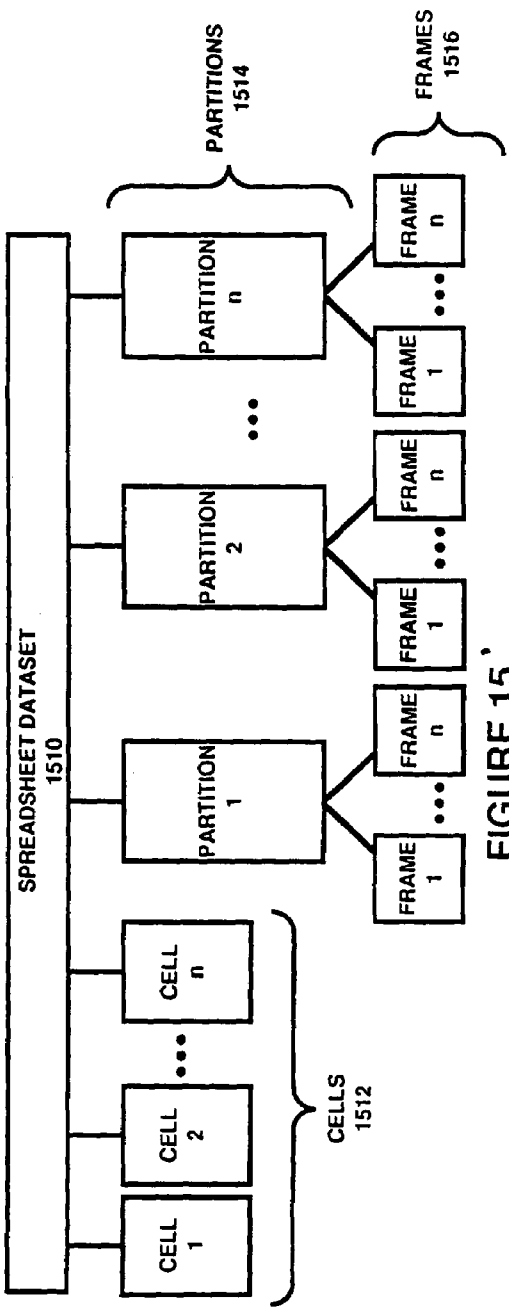 SPREADSHEET DATASET
1510
CELL
1
CELL
2
•••
CELL
n
CELLS
1512
PARTITION
1
PARTITION
2
•••
PARTITION
n
PARTITIONS
1514
FRAME
1
•••
FRAME
n
FRAME
1
•••
FRAME
n
FRAME
1
•••
FRAME
n
FRAMES
1516
FIGURE 15'